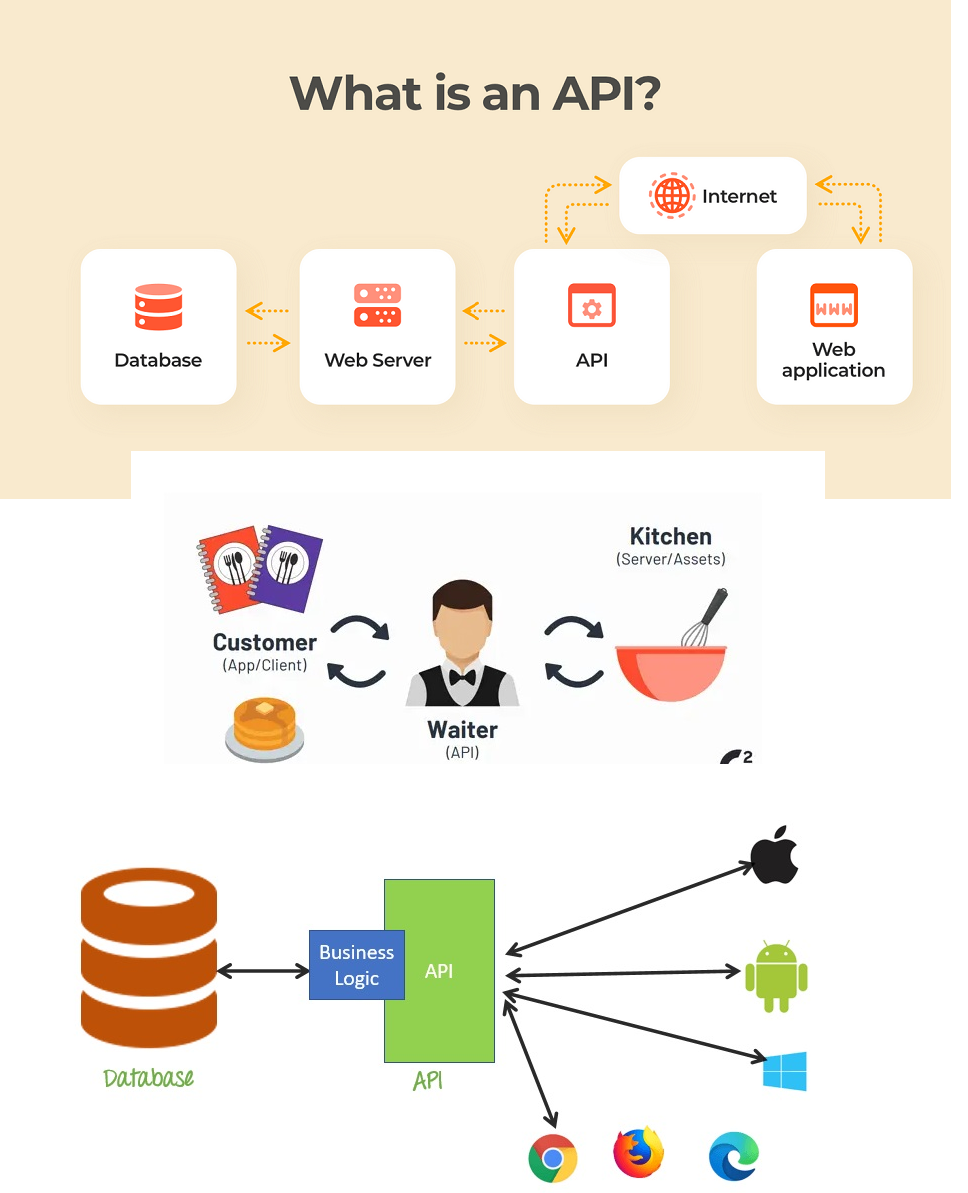 What is an API?
Internet
Database
Web Server
API
Web
application
Kitchen
(Server/Assets)
Customer
(App/Client)
Waiter
(API)
2
Business
Logic
API
Database
API